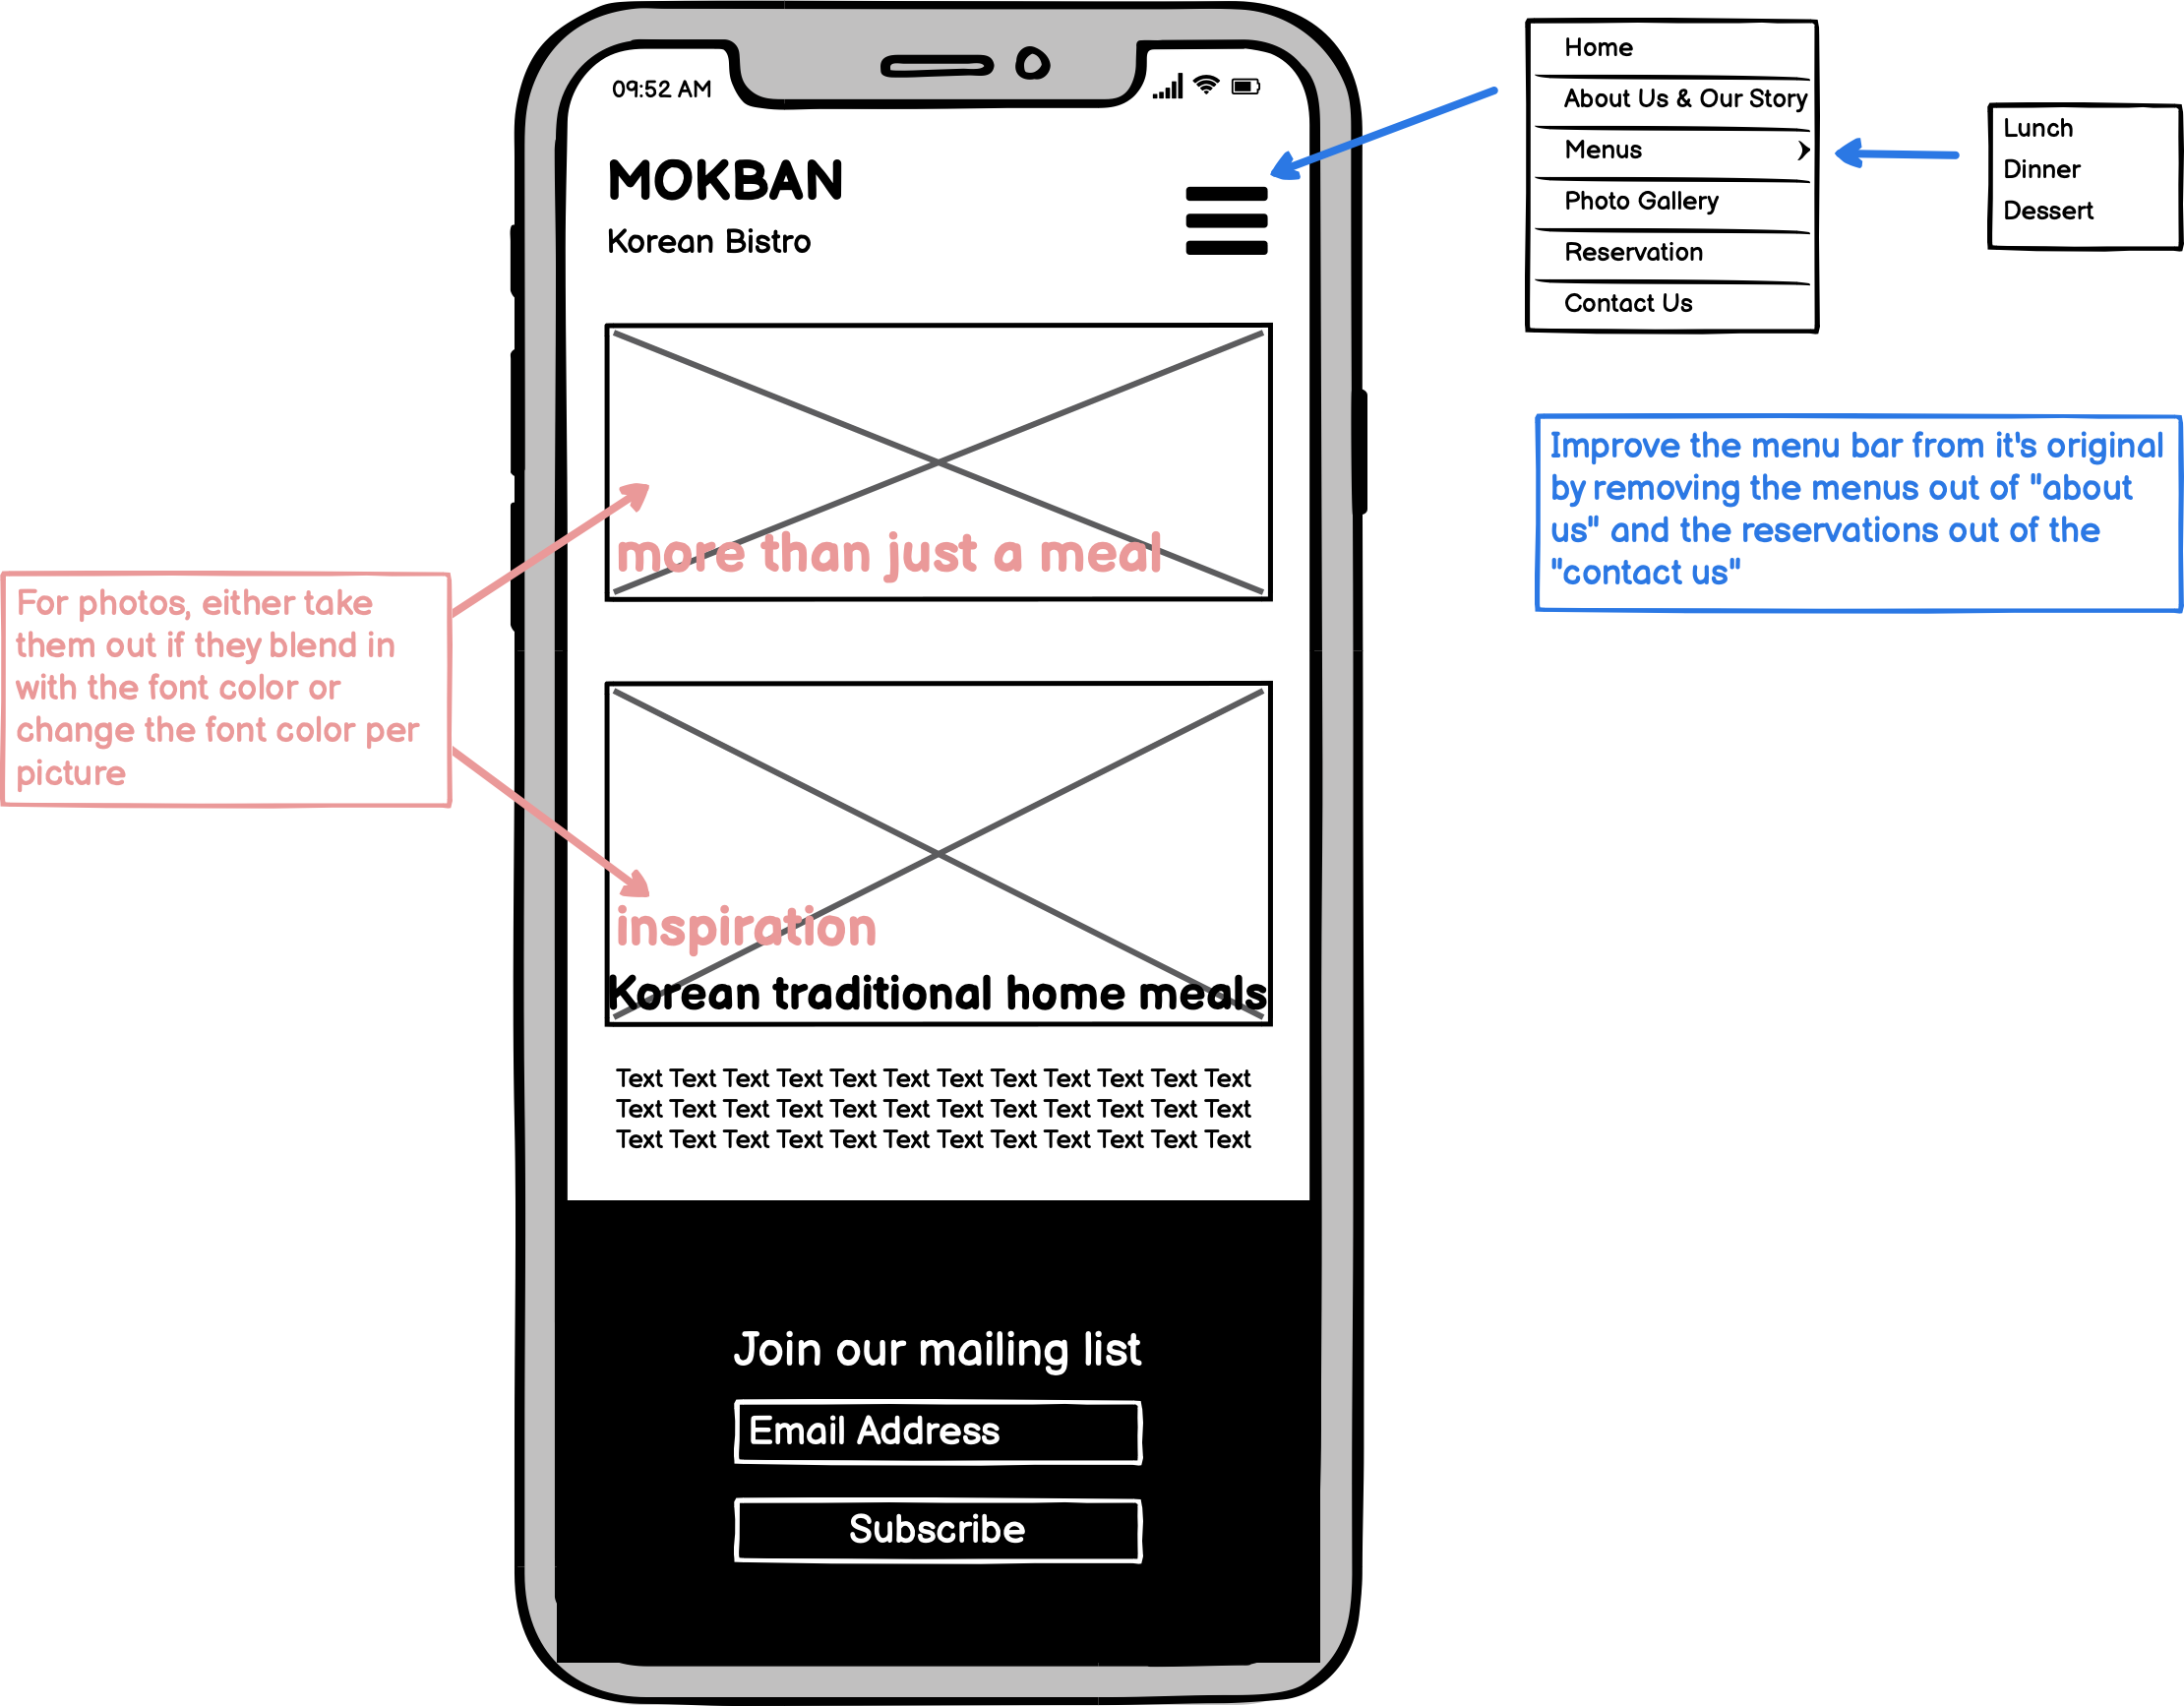 09:52 AM
MOKBAN
Korean Bistro
more than just a meal
inspiration
Korean traditional home meals
Text Text Text Text Text Text Text Text Text Text Text Text
Text Text Text Text Text Text Text Text Text Text Text Text
Text Text Text Text Text Text Text Text Text Text Text Text
Join our mailing list
Email Address
Subscribe
For photos, either take
them out if they blend in
with the font color or
change the font color per
picture
Home
About Us & Our Story
Menus
Photo Gallery
Reservation
Contact Us
Lunch
Dinner
Dessert
Improve the menu bar from it's original
by removing the menus out of "about
us" and the reservations out of the
"contact us"